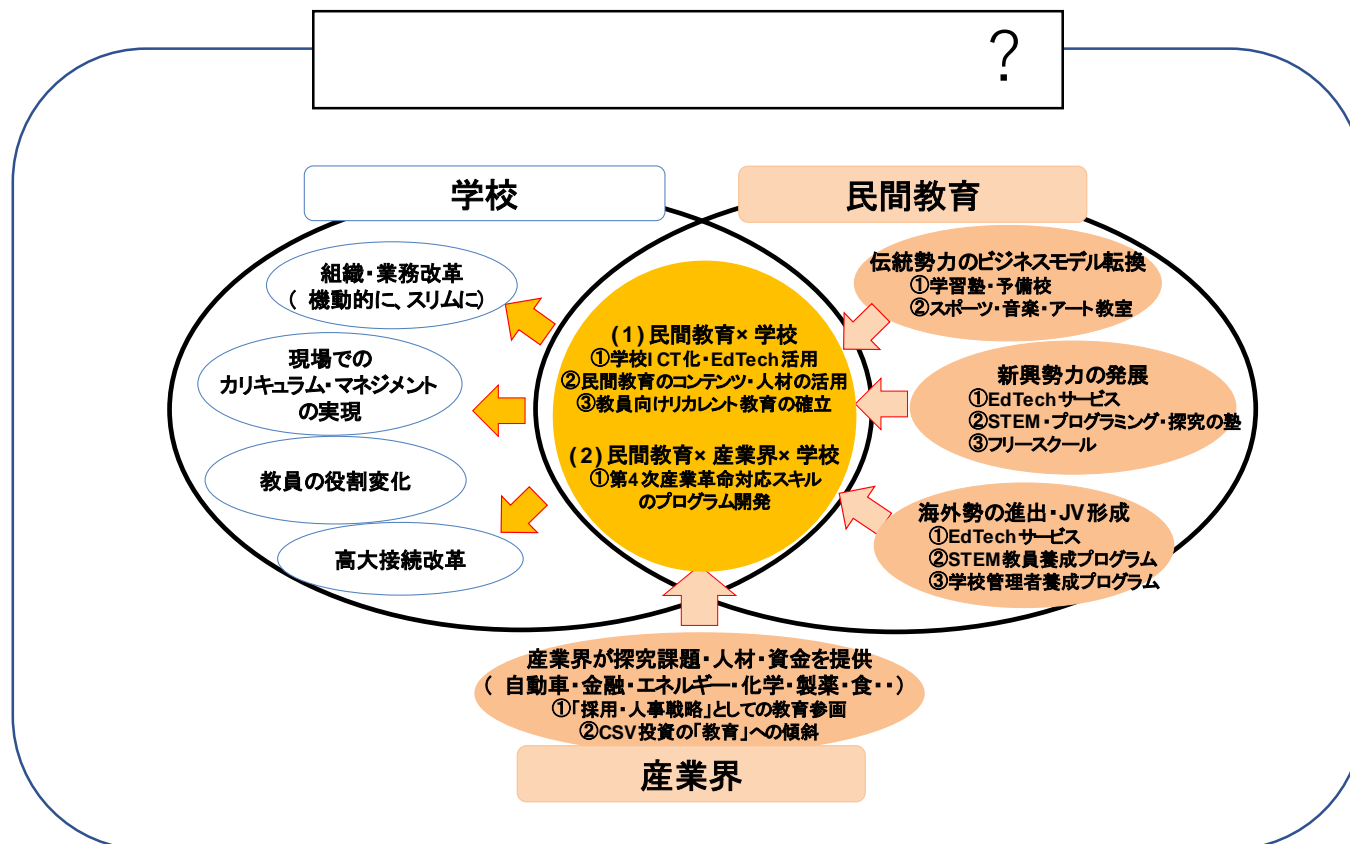 ？
学校
民間教育
組織・業務改革
( 機動的に、スリムに)
現場での
カリキュラム・マネジメント
の実現
教員の役割変化
高大接続改革
(1) 民間教育× 学校
①学校ICT化・EdTech 活用
②民間教育のコンテンツ・人材の活用
③教員向けリカレント教育の確立
(2) 民間教育× 産業界× 学校
①第4次産業革命対応スキル
のプログラム開発
伝統勢力のビジネスモデル転換
①学習塾・予備校
②スポーツ・音楽・アート教室
新興勢力の発展
①EdTechサービス
②STEM・プログラミング・探究の塾
③フリースクール
海外勢の進出・JV形成
①EdTechサービス
②STEM教員養成プログラム
③学校管理者養成プログラム
産業界が探究課題・人材・資金を提供
( 自動車・金融・エネルギー・化学・製薬・食・・)
①「採用・人事戦略」としての教育参画
②CSV投資の「教育」への傾斜
産業界